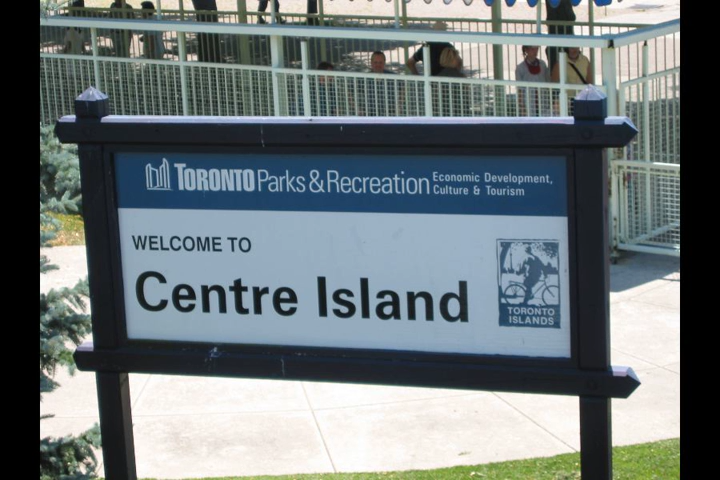 TORONTO Parks & Recreation Economic Development,
Culture & Tourism
WELCOME TO
Centre Island
TORONTO
ISLANDS